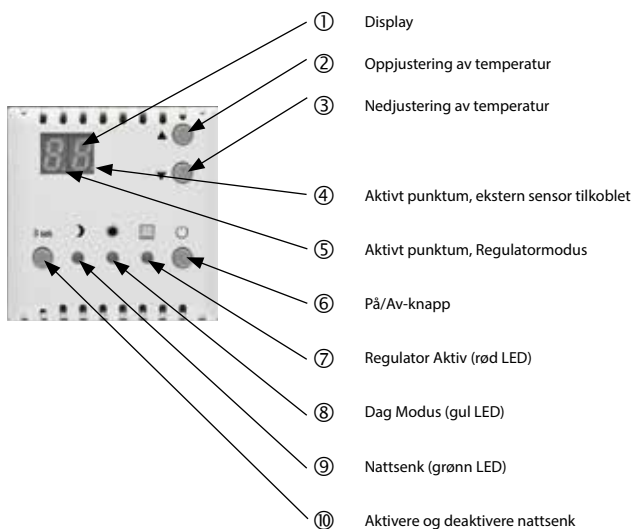 ① Display
② Oppjustering av temperatur
③ Nedjustering av temperatur
88
④ Aktivt punktum, ekstern sensor tilkoblet
⑤ Aktivt punktum, Regulatormodus
⑥ På/Av-knapp
⑦ Regulator Aktiv (rød LED)
⑧ Dag Modus (gul LED)
⑨ Nattsenk (grønn LED)
⑩ Aktivere og deaktivere nattsenk